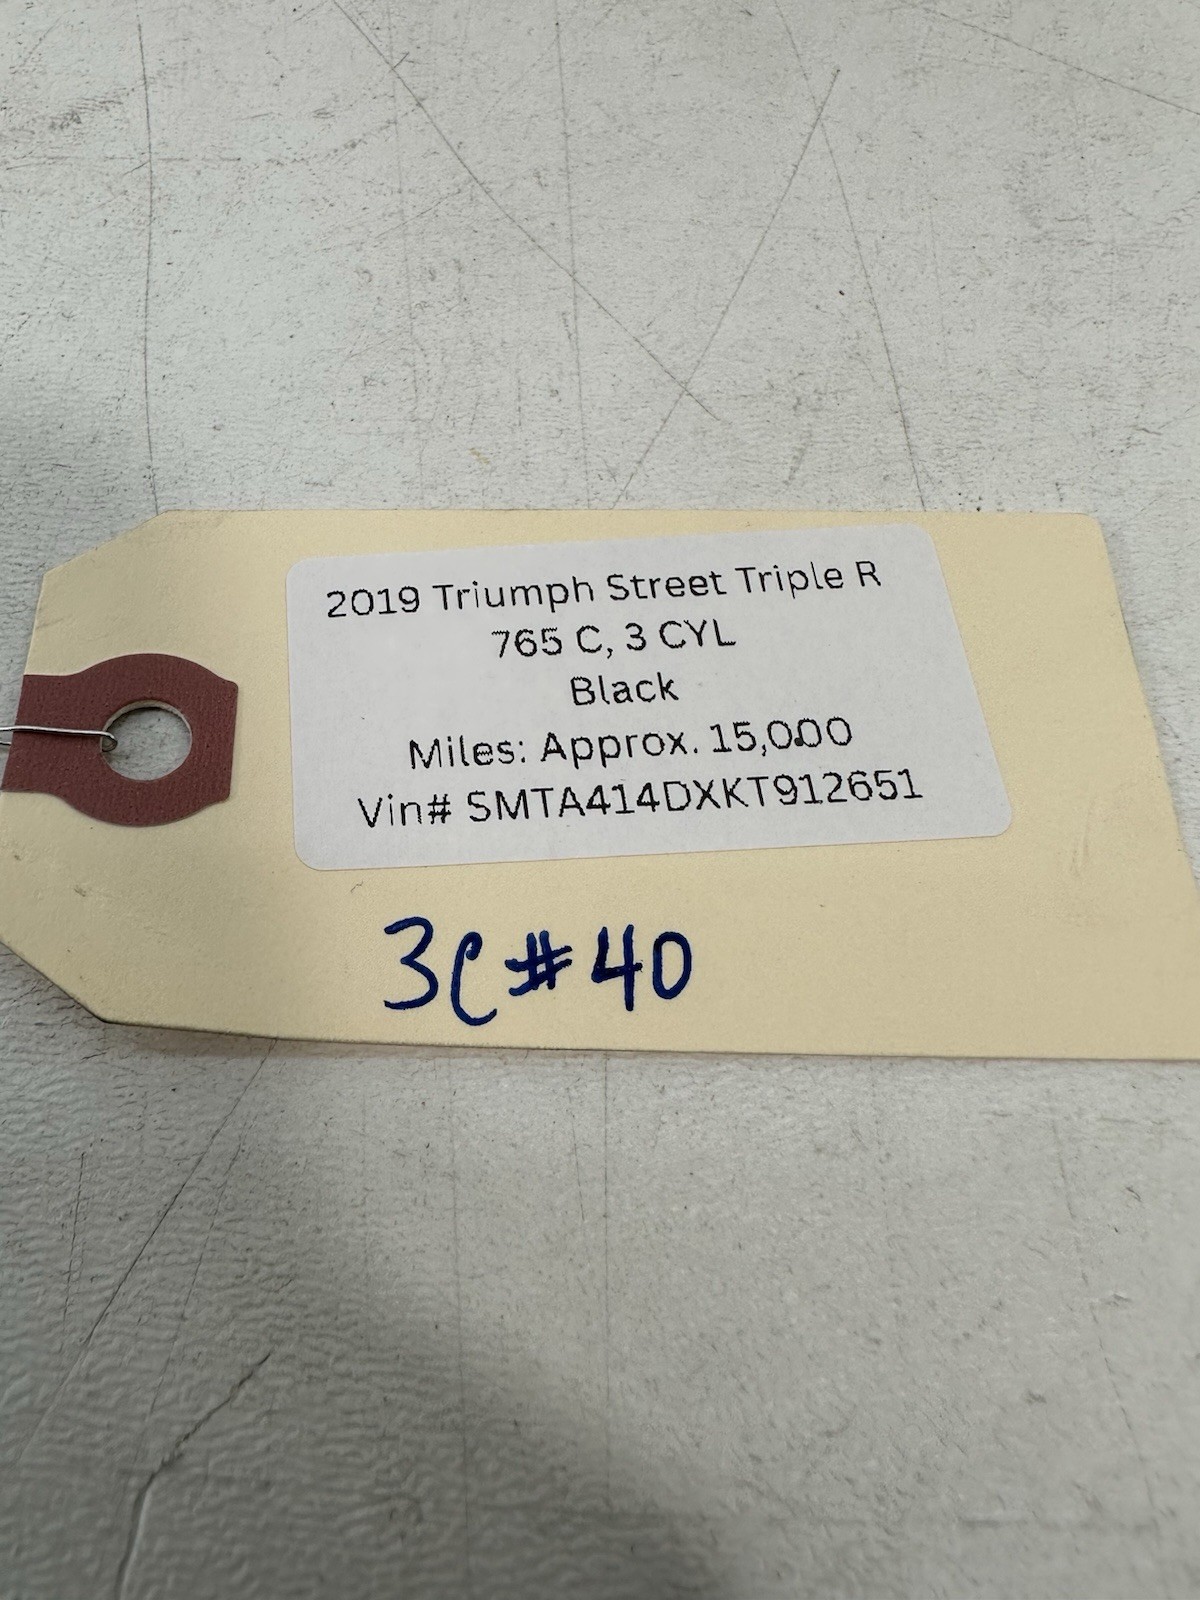 2019 Triumph Street Triple R
765 C, 3 CYL
Black
Miles: Approx. 15,000
Vin# SMTA414DXKT912651
3C#40